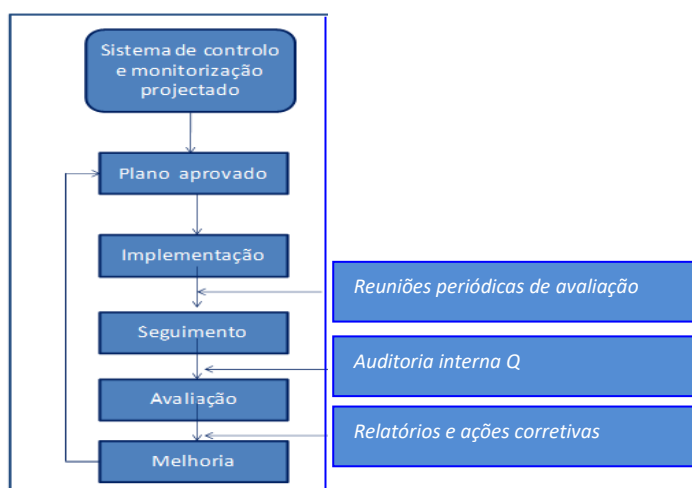 Sistema de controlo
e monitorização
projectado
Plano aprovado
Implementação
Reuniões periódicas de avaliação
Seguimento
Auditoria interna Q
Avaliação
Relatórios e ações corretivas
Melhoria